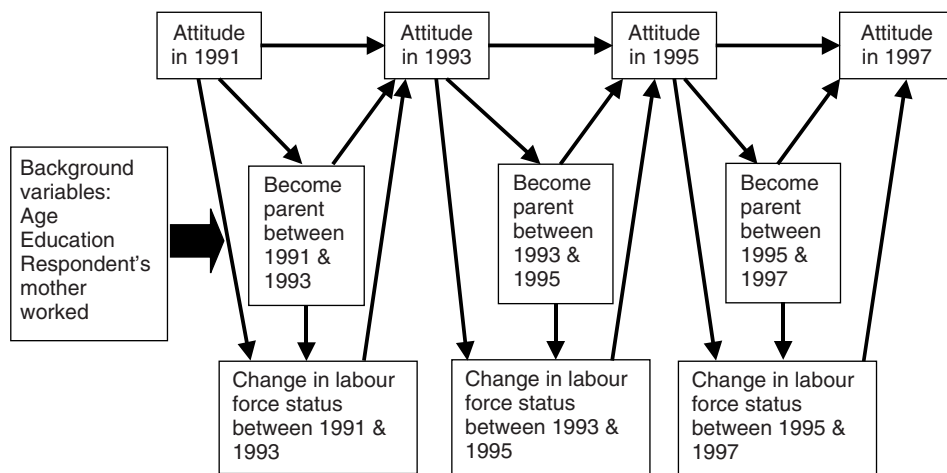 Attitude
in 1991
Attitude
in 1993
Attitude
in 1995
Attitude
in 1997
Background
variables:
Age
Education
Respondent's
mother
worked
Become
parent
between
1991 &
1993
Become
parent
between
1993 &
1995
Become
parent
between
1995 &
1997
Change in labour
force status
between 1991 &
1993
Change in labour
force status
between 1993 &
1995
Change in labour
force status
between 1995 &
1997